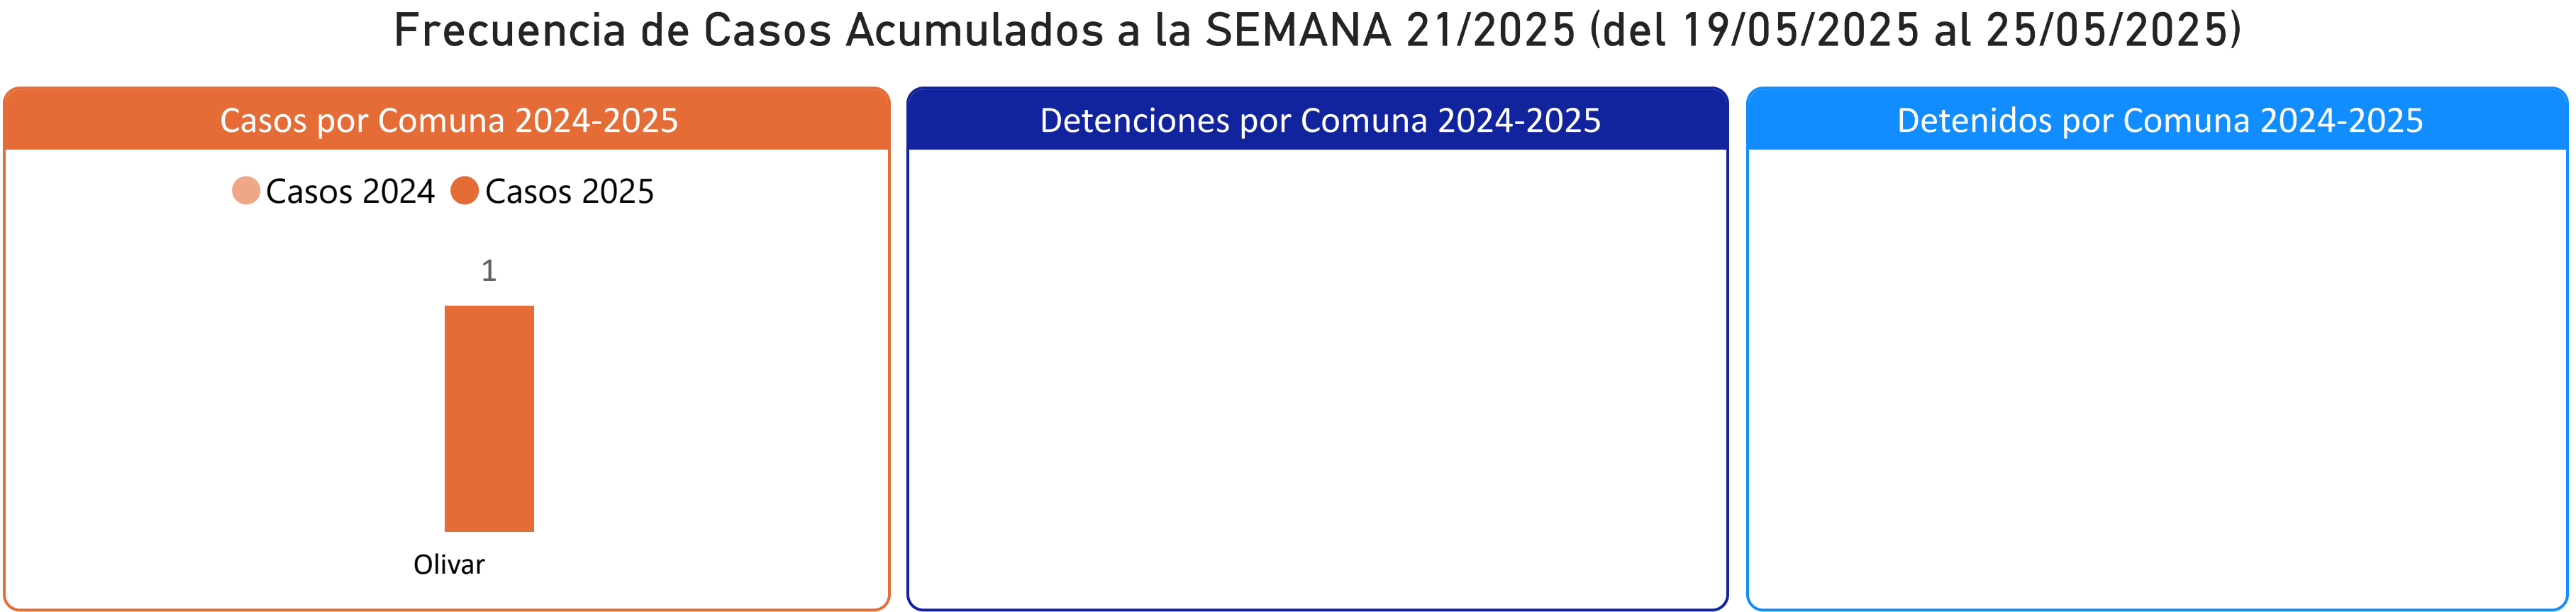 Frecuencia de Casos Acumulados a la SEMANA 21/2025 (del 19/05/2025 al 25/05/2025)
Casos por Comuna 2024-2025
Casos 2024 Casos 2025
1
Olivar
Detenciones por Comuna 2024-2025
Detenidos por Comuna 2024-2025